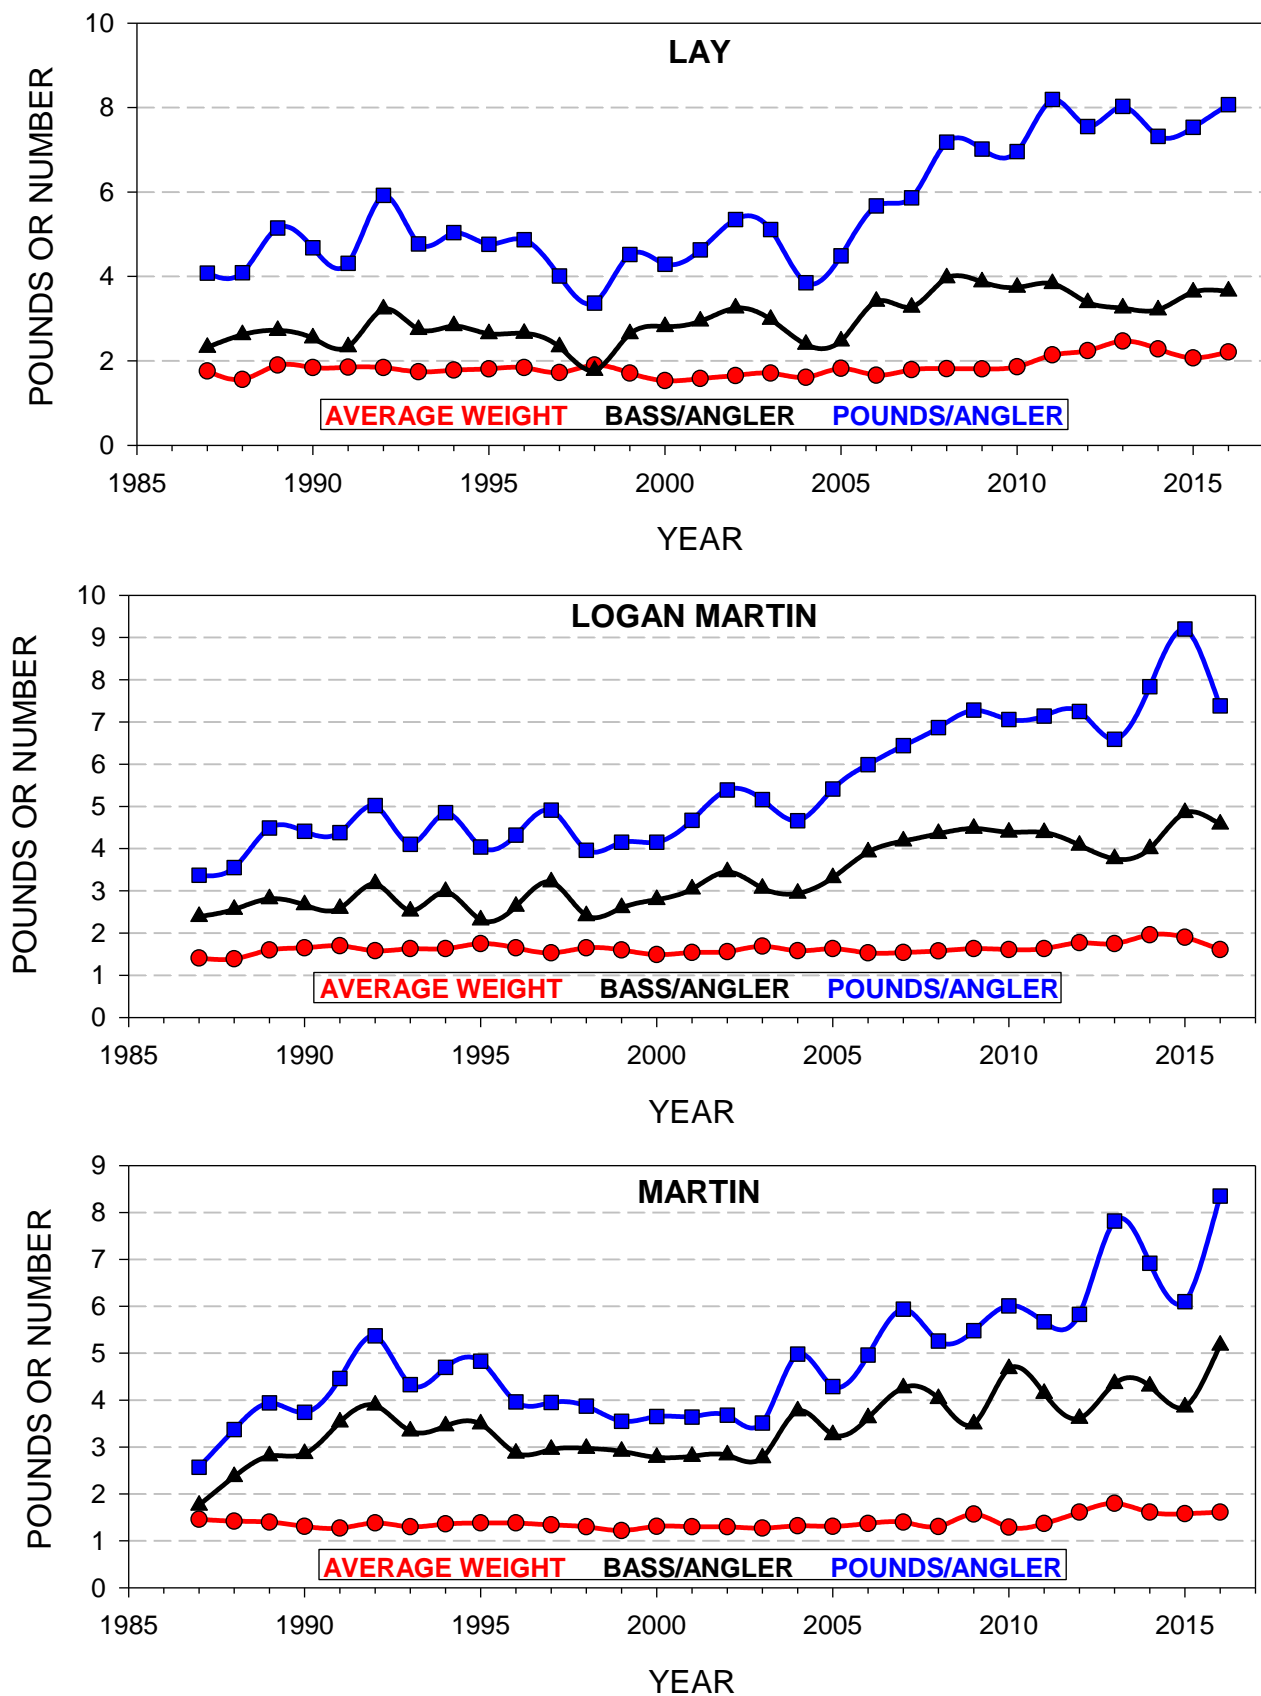 LAY
POUNDS OR NUMBER
10
8
6
4
2
0
AVERAGE WEIGHT BASS/ANGLER POUNDS/ANGLER
1985 1990 1995 2000 2005 2010 2015
YEAR
LOGAN MARTIN
POUNDS OR NUMBER
10
9
8
7
6
5
4
3
2
1
0
AVERAGE WEIGHT BASS/ANGLER POUNDS/ANGLER
1985 1990 1995 2000 2005 2010 2015
YEAR
MARTIN
POUNDS OR NUMBER
9
8
7
6
5
4
3
2
1
0
AVERAGE WEIGHT BASS/ANGLER POUNDS/ANGLER
1985 1990 1995 2000 2005 2010 2015
YEAR